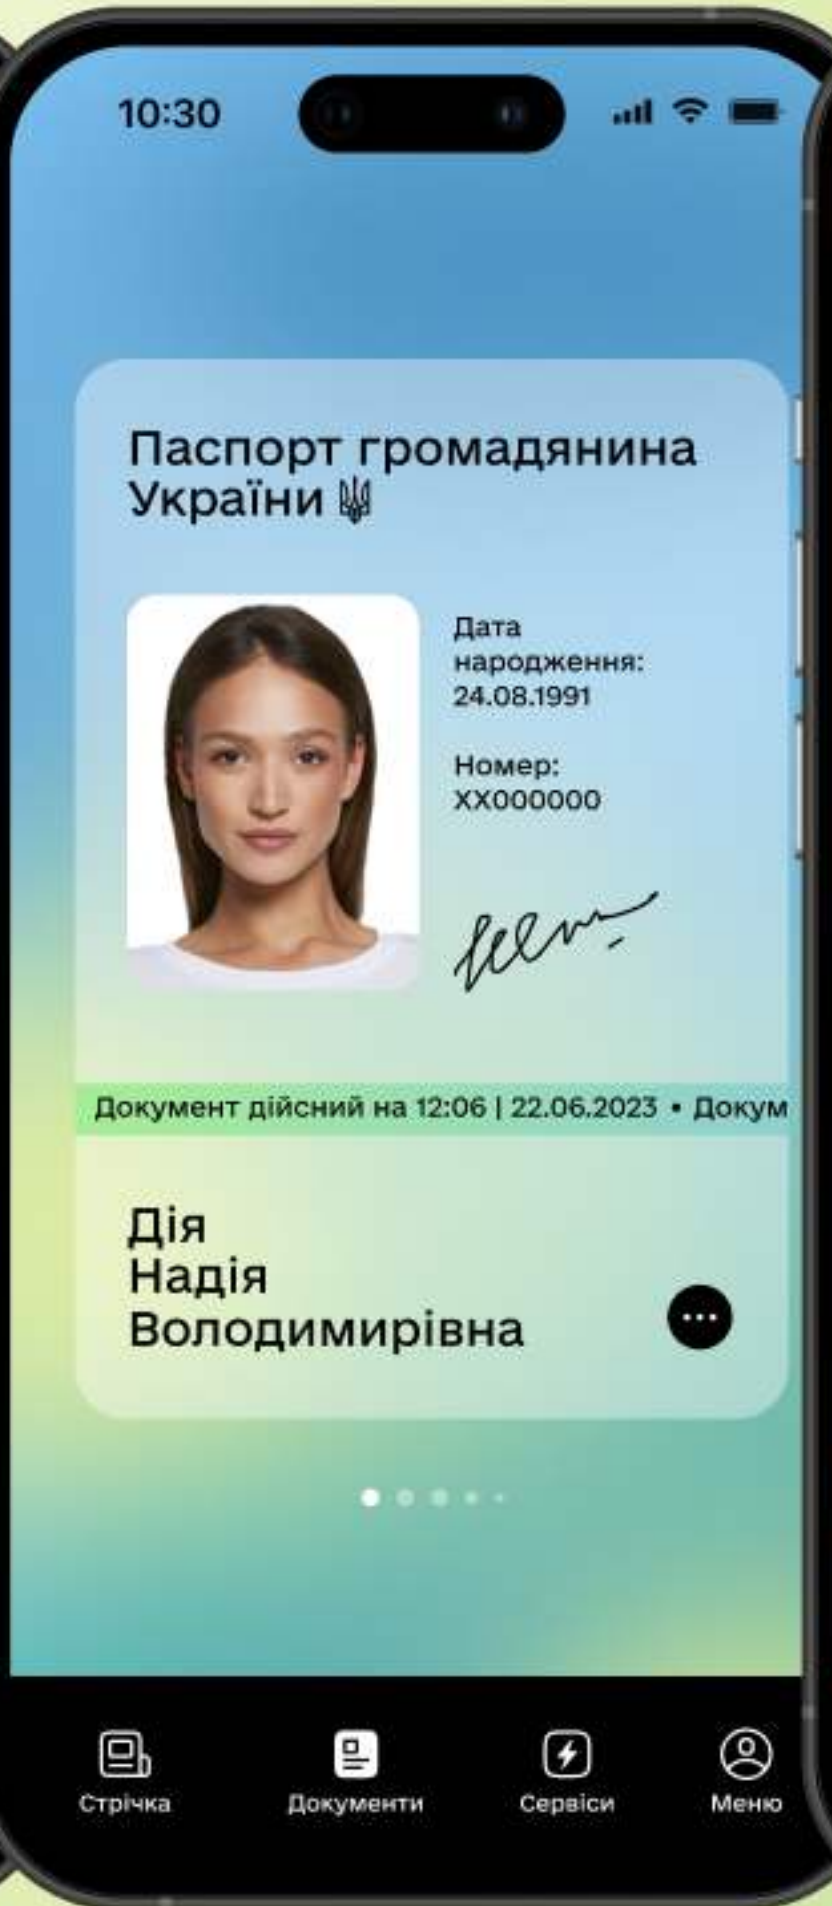 10:30
Паспорт громадянина
України
Дата
народження:
24.08.1991
Номер:
XX000000
Документ дійсний на 12:06 | 22.06.2023 • Докум
Дія
Надія
Володимирівна
Стрічка
Документи
Сервіси
Меню